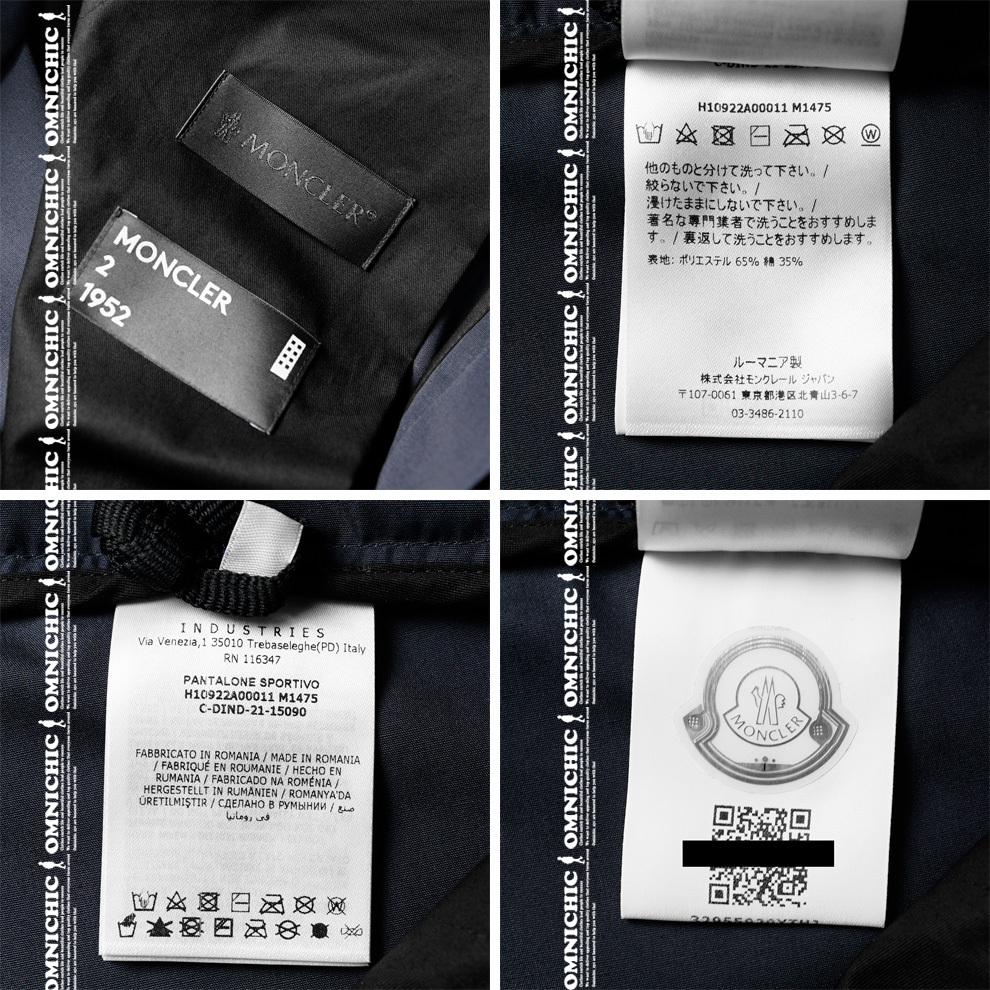 OMNICHIC
MONCLER®
MONCLER
2
1952
OMNICHIC
C-DIND-21-15090
H10922A00011 M1475
W
他のものと分けて洗って下さい。/
絞らないで下さい。/
浸けたままにしないで下さい。/
著名な専門業者で洗うことをおすすめしま
す。/ 裏返して洗うことをおすすめします。
表地: ポリエステル 65% 綿 35%
ルーマニア製
株式会社モンクレール ジャパン
〒107-0061 東京都港区北青山3-6-7
03-3486-2110
OMNICHIC
INDUSTRIES
Via Venezia,1 35010 Trebaseleghe(PD) Italy
RN 116347
PANTALONE SPORTIVO
H10922A00011 M1475
C-DIND-21-15090
FABBRICATO IN ROMANIA / MADE IN ROMANIA
/ FABRIQUÉ EN ROUMANIE / HECHO EN
RUMANIA / FABRICADO NA ROMÉNIA /
HERGESTELLT IN RUMÄNIEN / ROMANYA'DA
ÜRETILMIŞTIR / СДЕЛАНО В РУМЫНИИ / صنع
في رومانيا
OMNICHIC
MONCLER